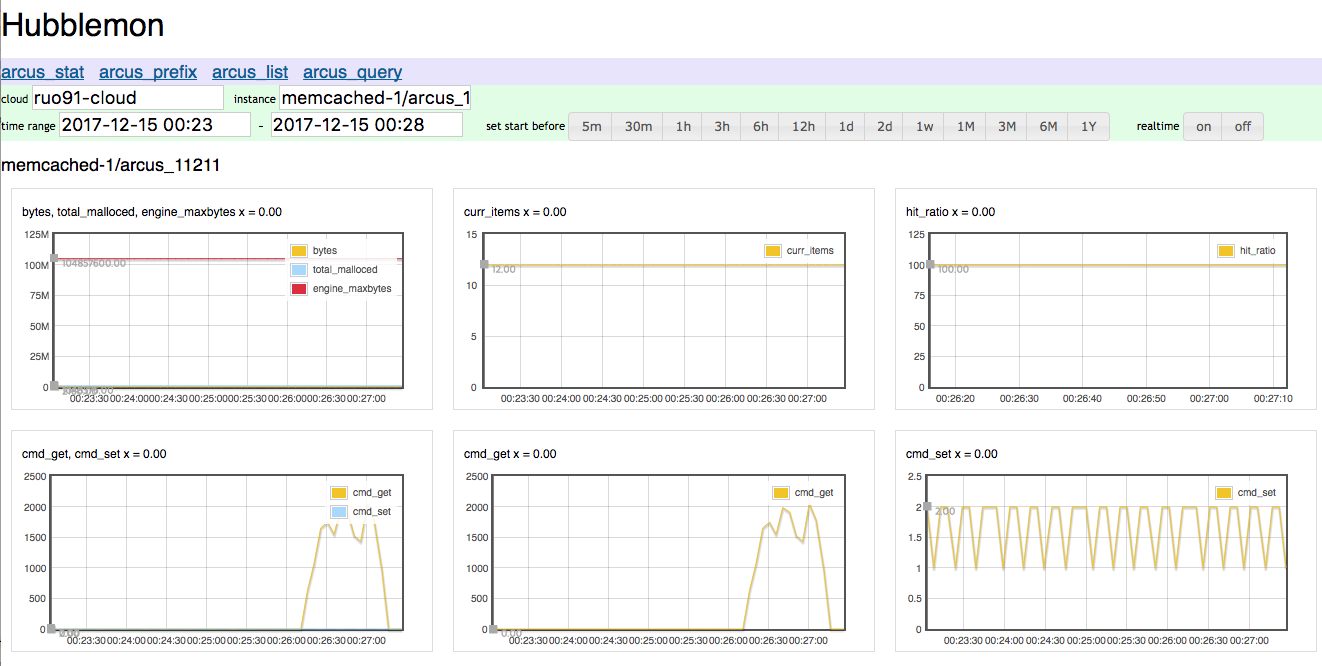 Hubblemon
arcus_stat arcus_prefix arcus_list arcus_query
cloud ruo91-cloud instance memcached-1/arcus_1
time range 2017-12-15 00:23 - 2017-12-15 00:28 set start before 5m 30m 1h 3h 6h 12h 1d 2d 1w 1M 3M 6M 1Y realtime on off
memcached-1/arcus_11211
bytes, total_malloced, engine_maxbytes x = 0.00
125M
100M
75M
50M
25M
0
104857600.00
bytes
total_malloced
engine_maxbytes
00:23:30 00:24:00 00:24:30 00:25:00 00:25:30 00:26:00 00:26:30 00:27:00
curr_items x = 0.00
15
10
5
0
12.00
curr_items
00:23:30 00:24:00 00:24:30 00:25:00 00:25:30 00:26:00 00:26:30 00:27:00
hit_ratio x = 0.00
125
100
75
50
25
0
100.00
hit_ratio
00:26:20 00:26:30 00:26:40 00:26:50 00:27:00 00:27:10
cmd_get, cmd_set x = 0.00
2500
2000
1500
1000
500
0
cmd_get
cmd_set
00:23:30 00:24:00 00:24:30 00:25:00 00:25:30 00:26:00 00:26:30 00:27:00
cmd_get x = 0.00
2500
2000
1500
1000
500
0
0.00
cmd_get
00:23:30 00:24:00 00:24:30 00:25:00 00:25:30 00:26:00 00:26:30 00:27:00
cmd_set x = 0.00
2.5
2
1.5
1
0.5
0
2.00
cmd_set
00:23:30 00:24:00 00:24:30 00:25:00 00:25:30 00:26:00 00:26:30 00:27:00